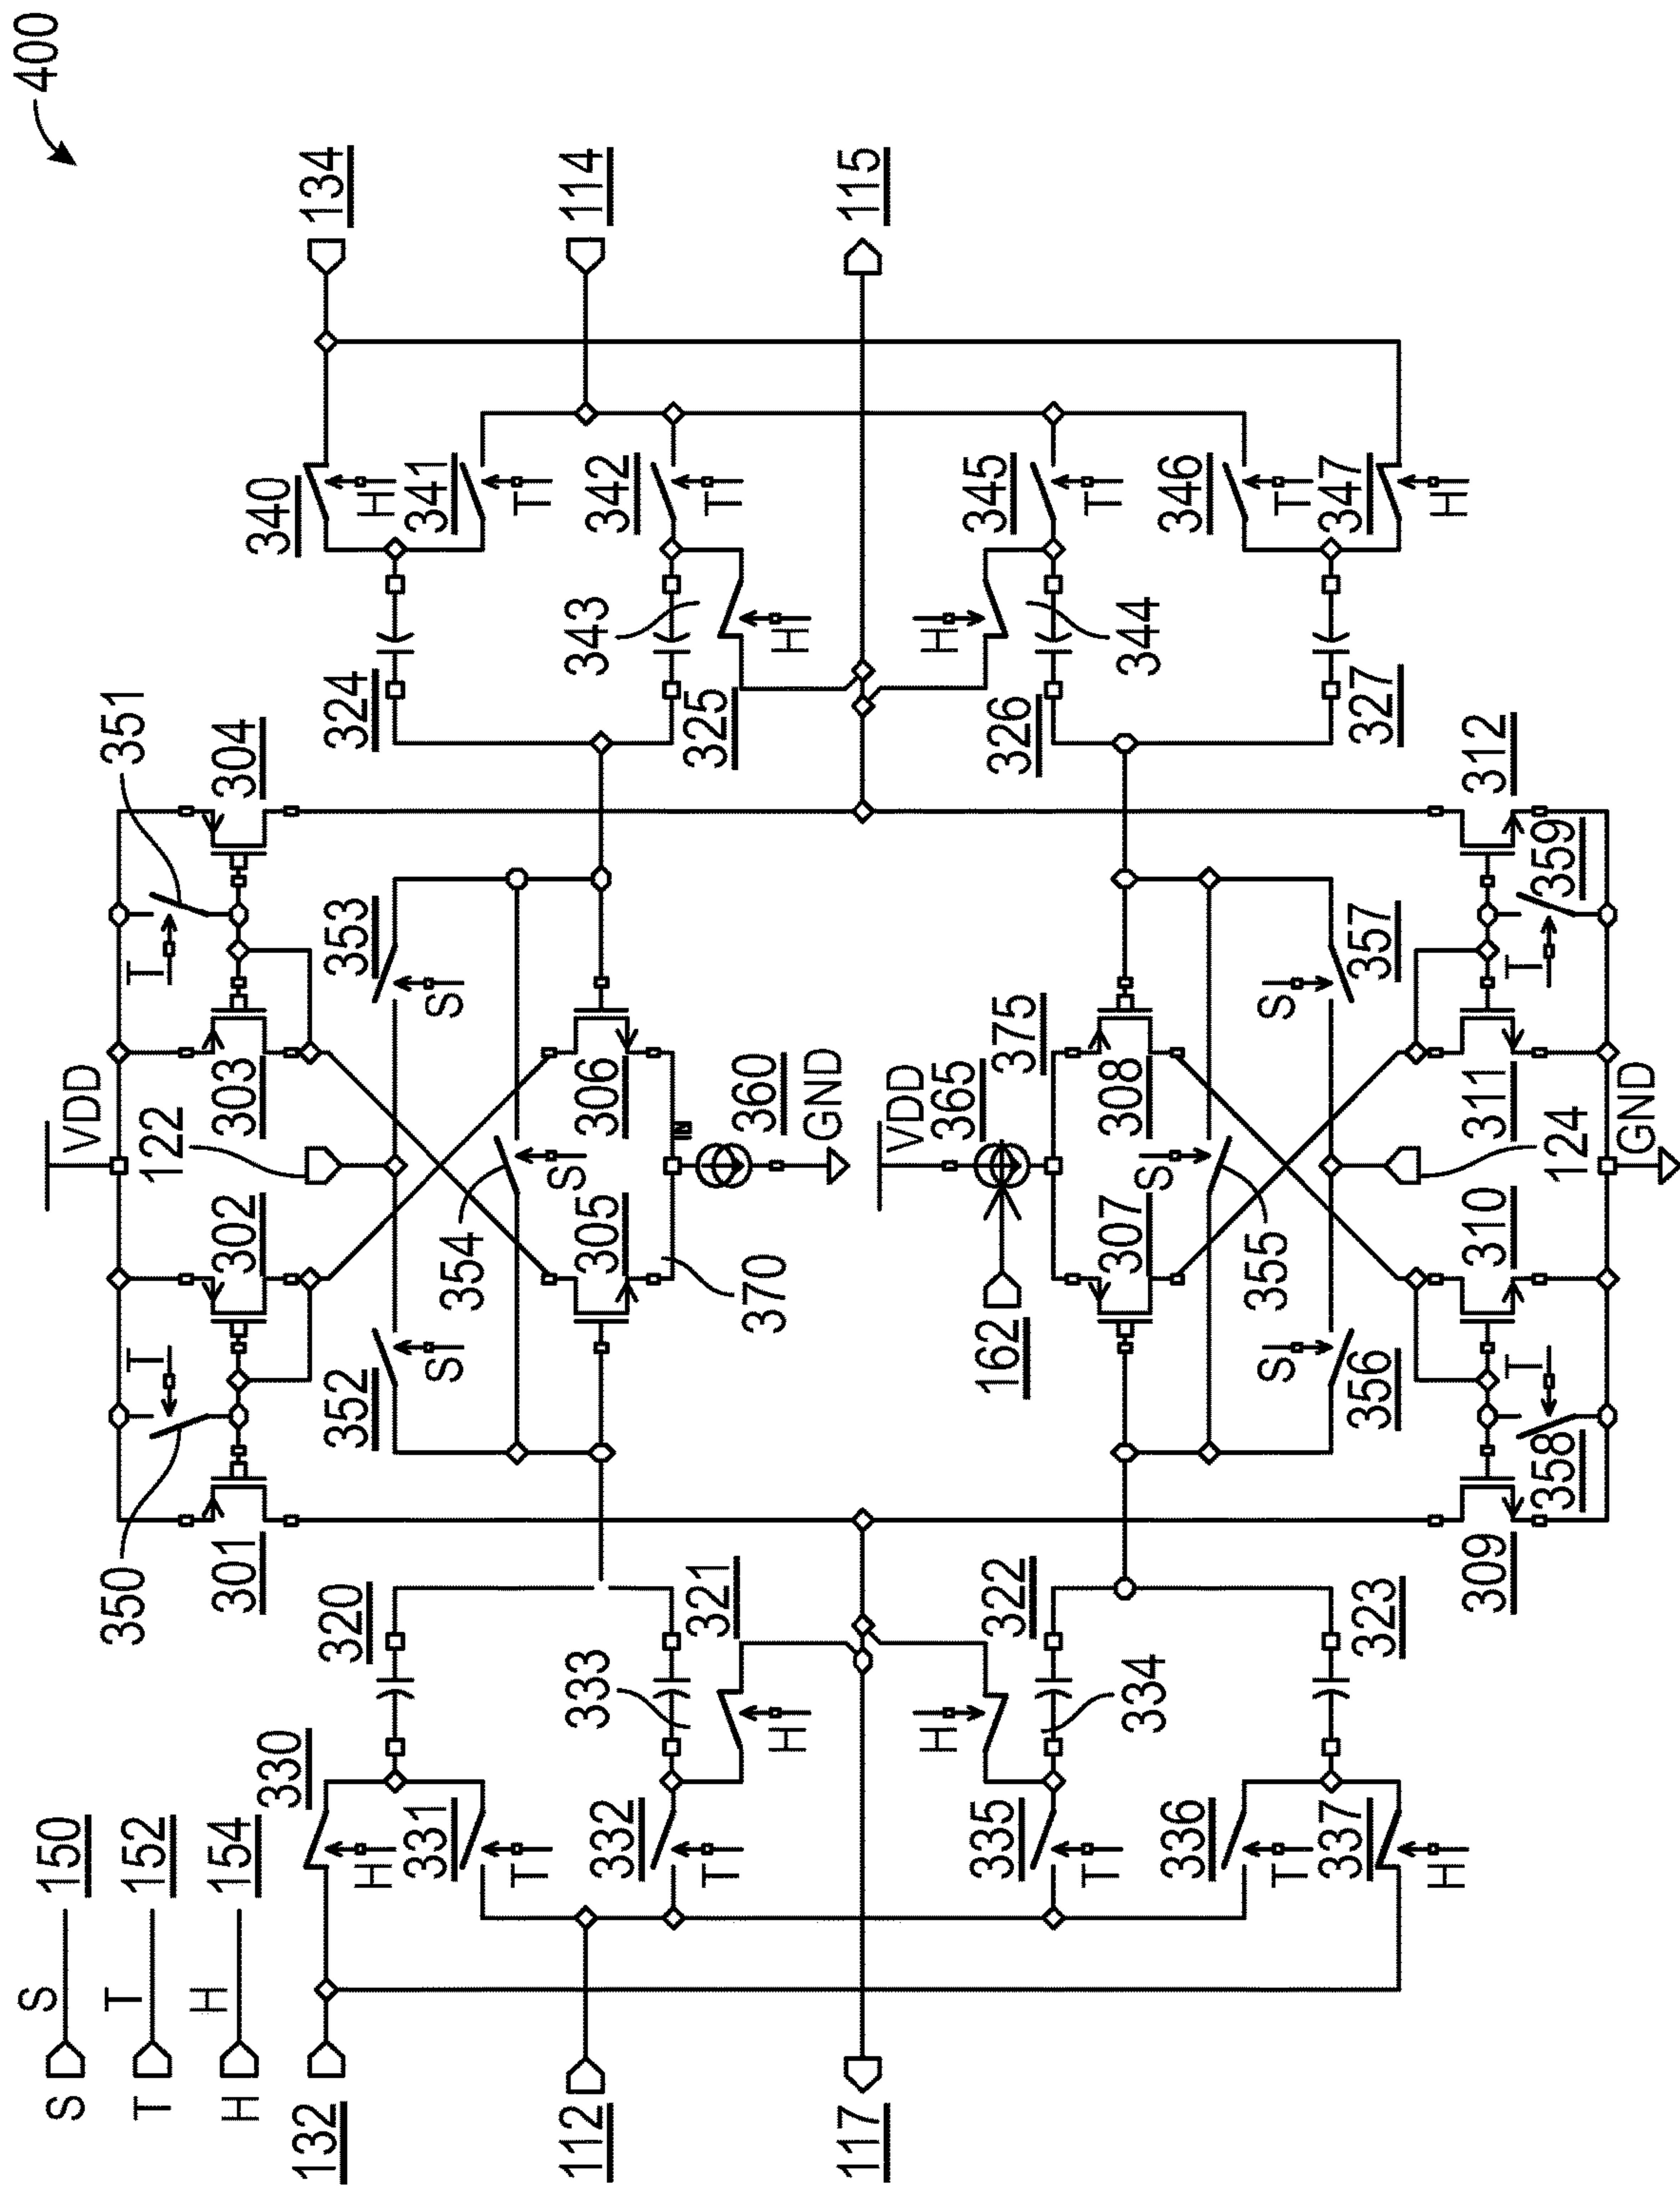 400
S
S 150
VDD
T
T 152
350 351
T T
122
H
H 154
301 302 303 304
330 340
132 134
320 352 353 324
H H
331 341
S S
354
T T
S
333 343
112 114
332 305 306 342
IN
321 325
T T
360
370
H H
GND
117 115
VDD
H H
365
335 345
162
322 326
375
T T
307 308
334 344
S
336 346
355
S S
T T
337 347
323 356 357 327
H H
309 310 311 312
T T
358 359
124
GND